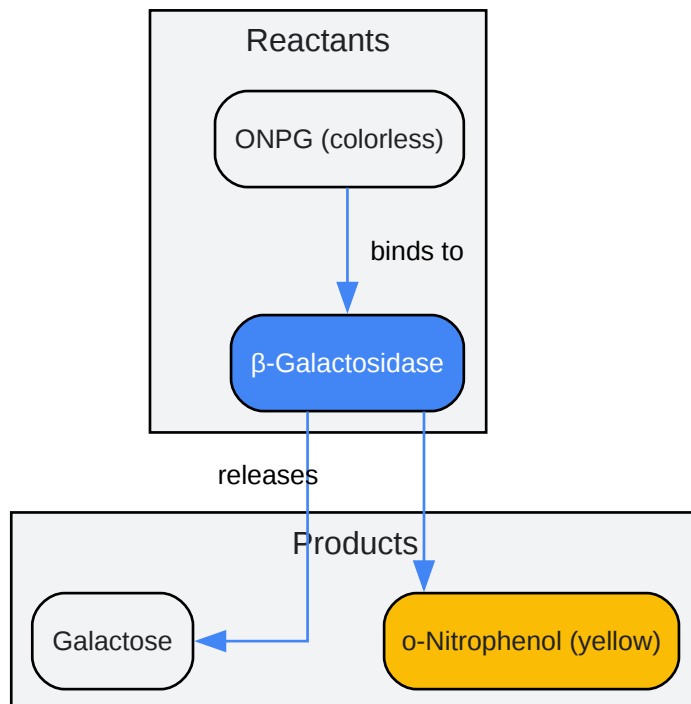 Reactants
ONPG (colorless)
binds to
β-Galactosidase
releases
Products
Galactose
o-Nitrophenol (yellow)